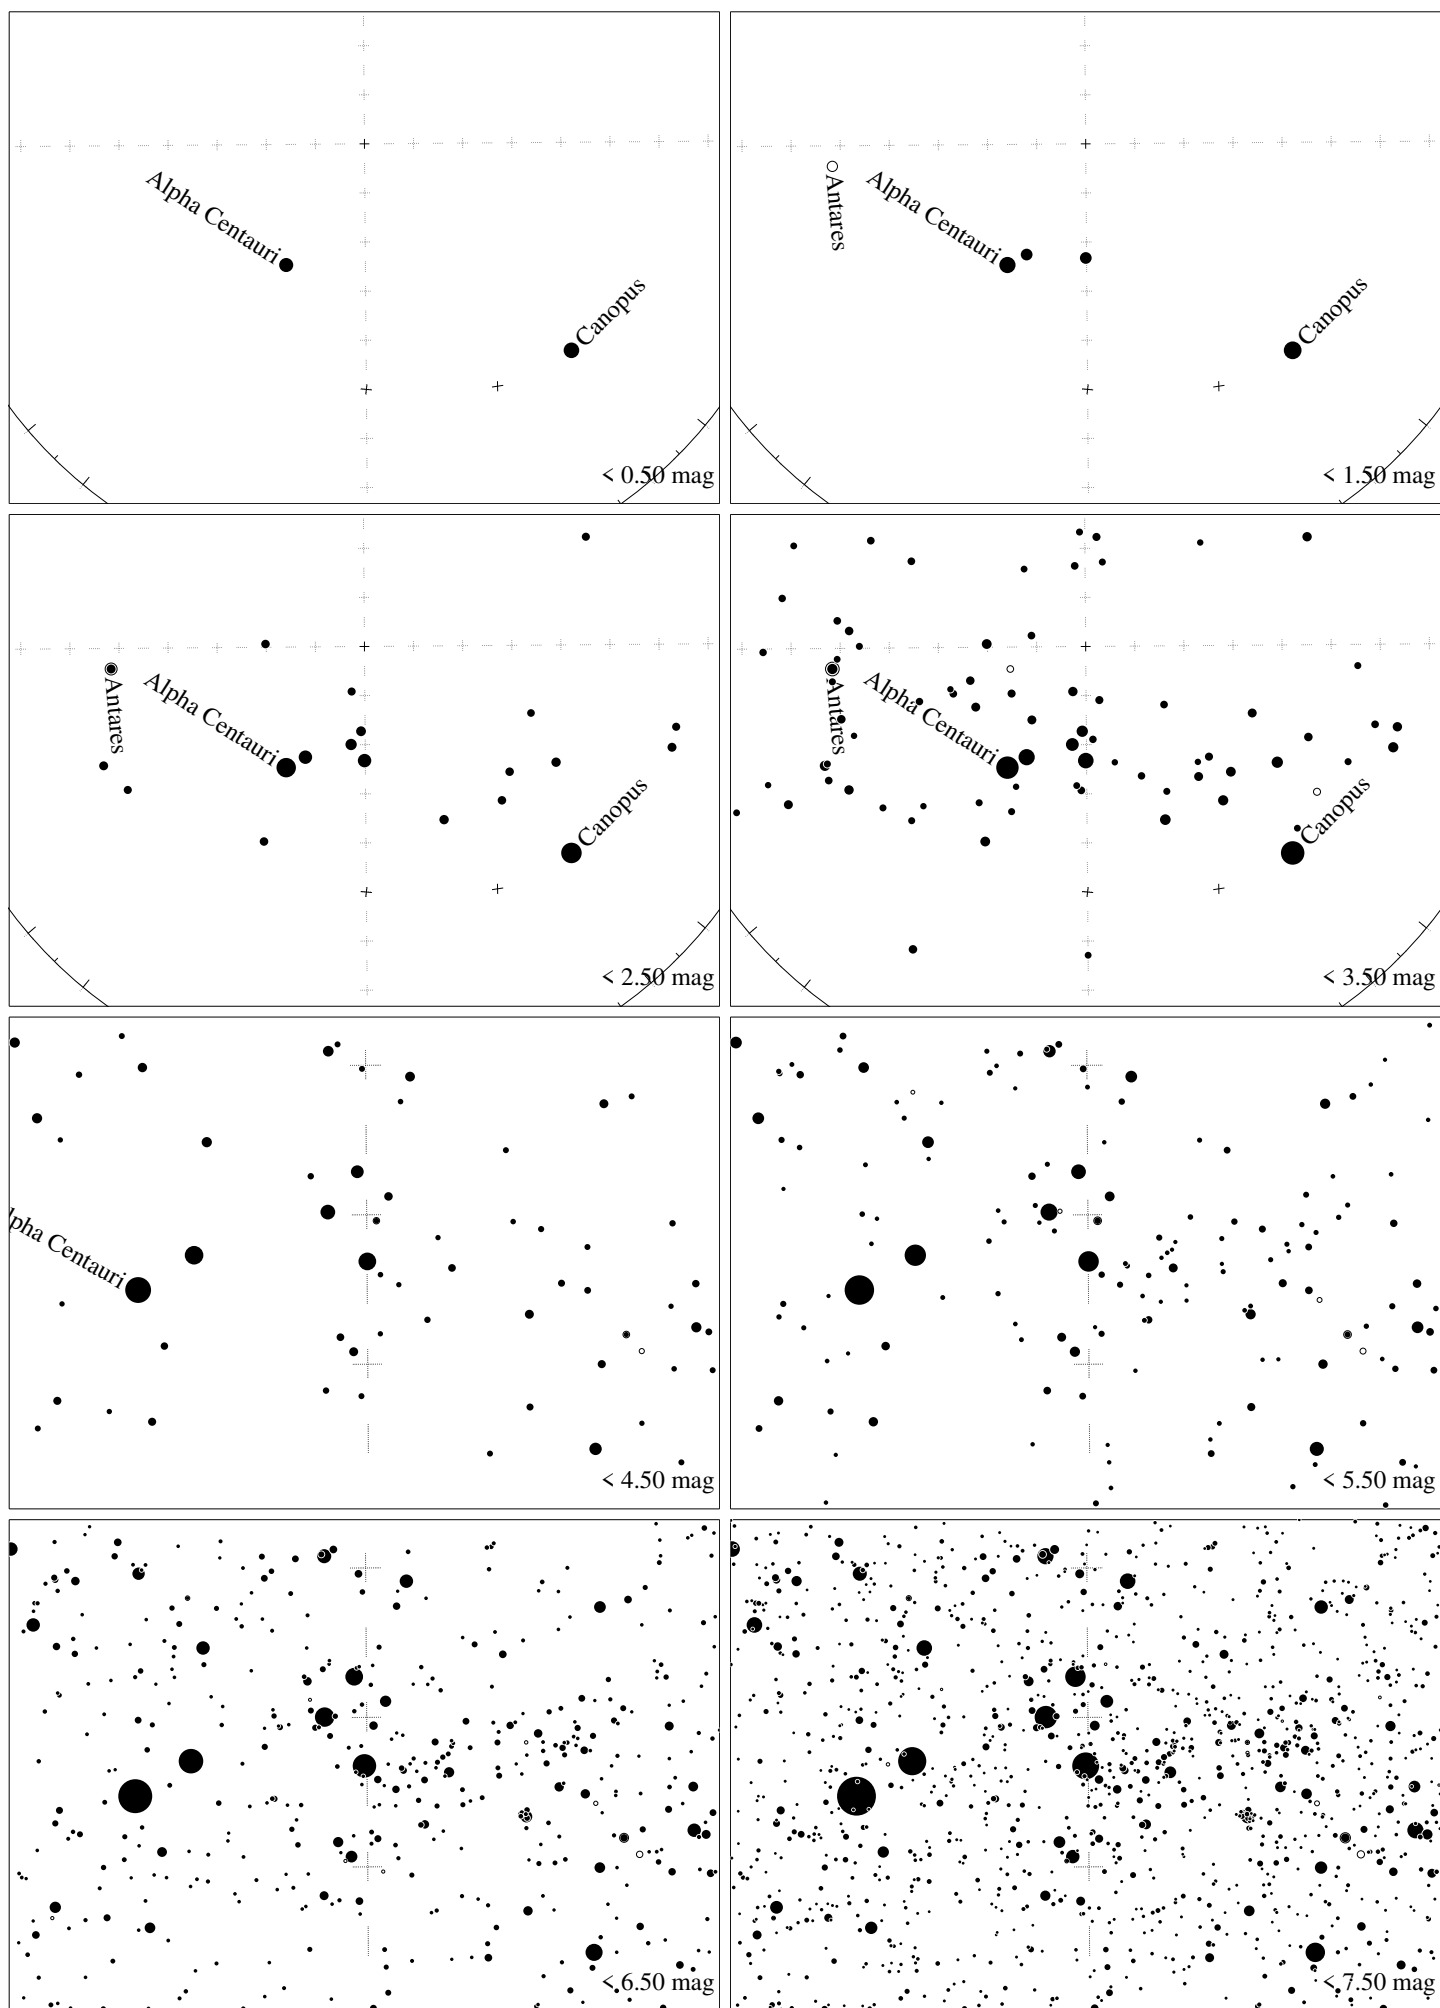 Alpha Centauri
Canopus
< 0.50 mag
Antares
Alpha Centauri
Canopus
< 1.50 mag
Antares
Alpha Centauri
Canopus
< 2.50 mag
Antares
Alpha Centauri
Canopus
< 3.50 mag
lpha Centauri
< 4.50 mag
< 5.50 mag
< 6.50 mag
< 7.50 mag